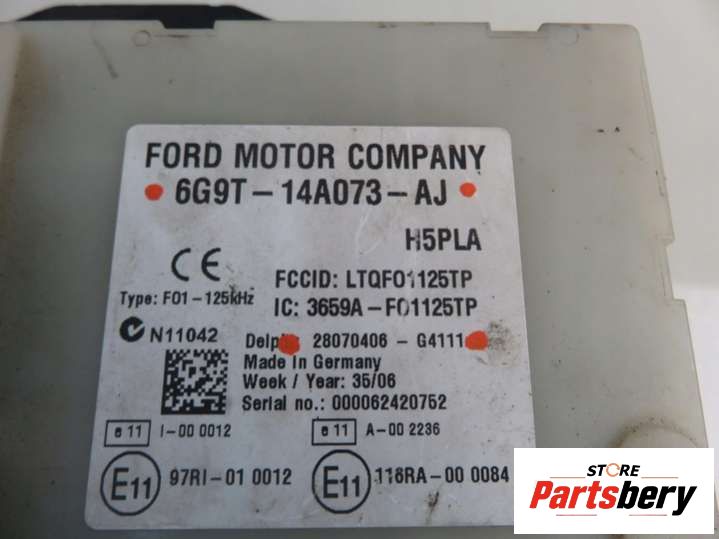 FORD MOTOR COMPANY
6G9T-14A073-AJ
H5PLA
CE
FCCID: LTQFO1125TP
Type: F01-125kHz
IC: 3659A-F01125TP
N11042
28070406 - G4111
Made in Germany
Week / Year: 35/06
Serial no.: 000062420752
e 11 I-00 0012
e 11 A-00 2236
E11 97RI-01 0012
E11 116RA-00 0084
STORE
Partsbery